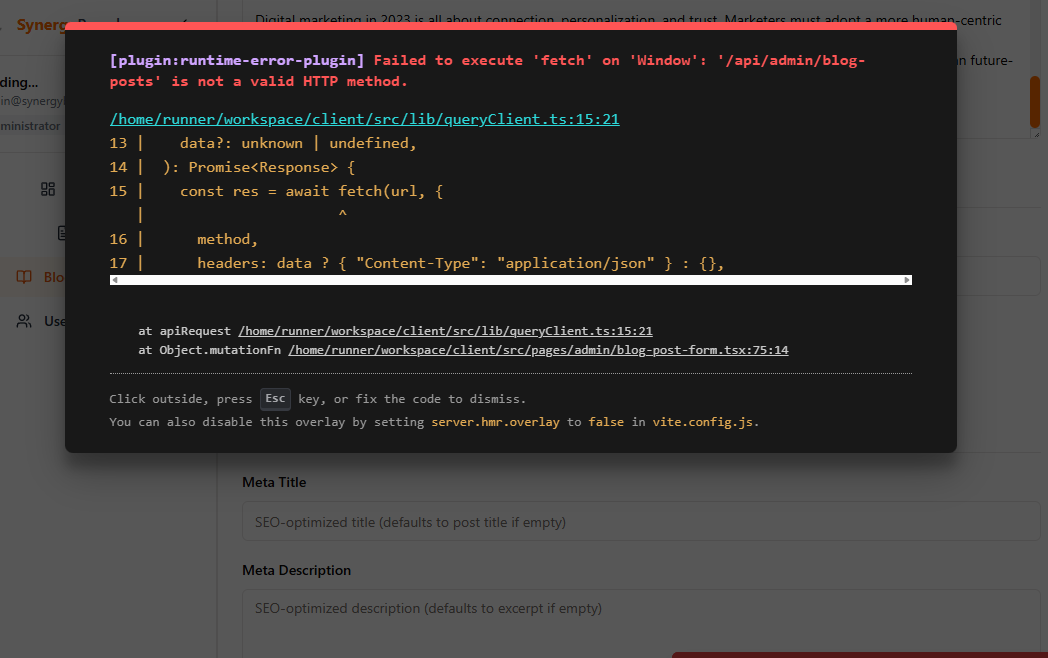 Digital marketing in 2023 is all about connection, personalization, and trust. Marketers must adopt a more human-centric
Synerg
[plugin:runtime-error-plugin] Failed to execute 'fetch' on 'Window': '/api/admin/blog-
posts' is not a valid HTTP method.
n future-
ding...
in@synergy
ministrator
/home/runner/workspace/client/src/lib/queryClient.ts:15:21
13 |    data?: unknown | undefined,
14 |  ): Promise<Response> {
15 |    const res = await fetch(url, {
   |                      ^
16 |      method,
17 |      headers: data ? { "Content-Type": "application/json" } : {},
Blo
Use
at apiRequest /home/runner/workspace/client/src/lib/queryClient.ts:15:21
at Object.mutationFn /home/runner/workspace/client/src/pages/admin/blog-post-form.tsx:75:14
Click outside, press Esc key, or fix the code to dismiss.
You can also disable this overlay by setting server.hmr.overlay to false in vite.config.js.
Meta Title
SEO-optimized title (defaults to post title if empty)
Meta Description
SEO-optimized description (defaults to excerpt if empty)